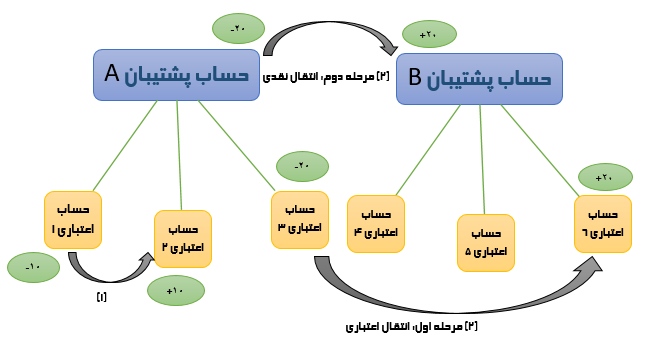 -۲۰
+۲۰
حساب پشتیبان A
[۲] مرحله دوم، انتقال نقدی
حساب پشتیبان B
-۲۰
+۲۰
حساب
اعتباری ۱
حساب
اعتباری ۲
حساب
اعتباری ۳
حساب
اعتباری ۴
حساب
اعتباری ۵
حساب
اعتباری ۶
-۱۰
+۱۰
[۱]
[۲] مرحله اول، انتقال اعتباری